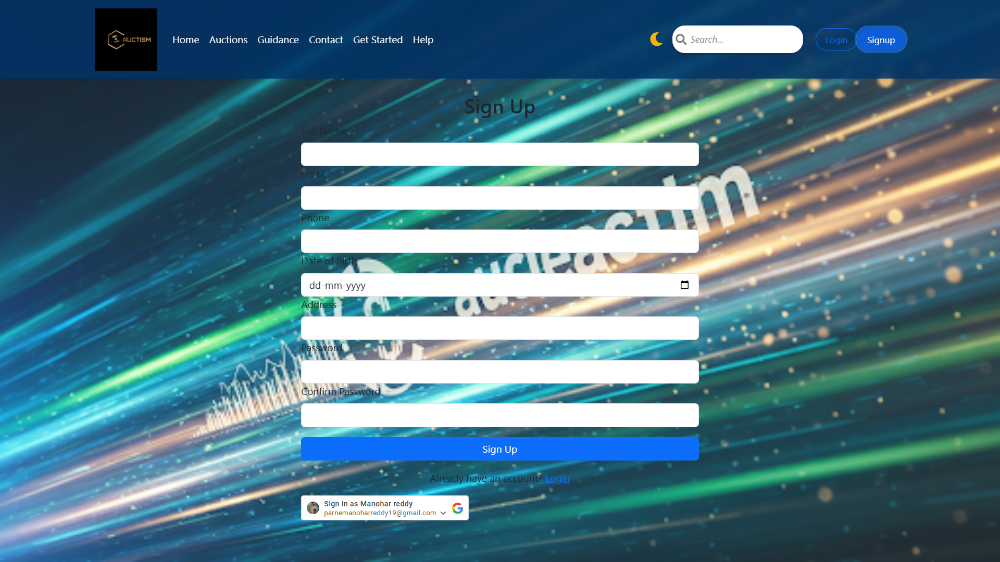 AUCTISM
Home Auctions Guidance Contact Get Started Help
Search...
Login Signup
Sign Up
Full Name
Email
Phone
Date of Birth
dd-mm-yyyy
Address
Password
Confirm Password
Sign Up
Already have an account? Login
Sign in as Manohar reddy
parnemanoharreddy19@gmail.com